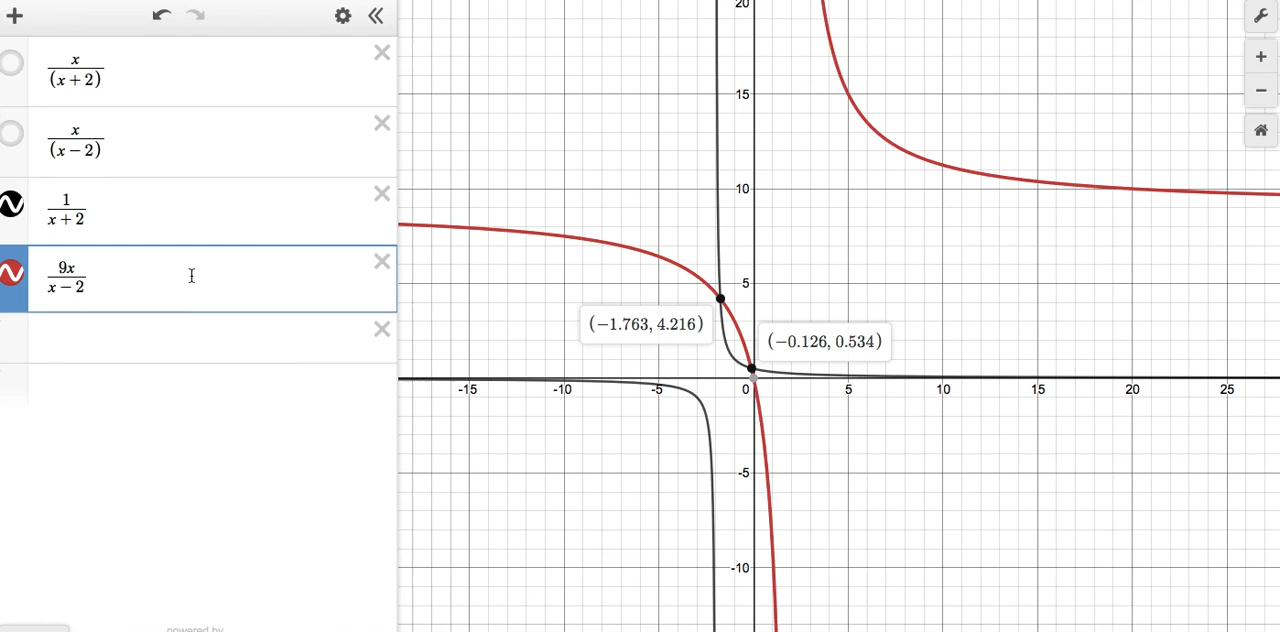 x
(x + 2)
x
(x − 2)
1
x + 2
9x
x − 2
powered by
20
15
10
5
(−1.763, 4.216)
(−0.126, 0.534)
-15
-10
-5
0
5
10
15
20
25
-5
-10